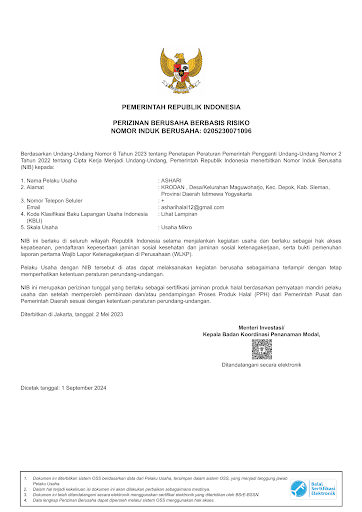 PEMERINTAH REPUBLIK INDONESIA
PERIZINAN BERUSAHA BERBASIS RISIKO
NOMOR INDUK BERUSAHA: 0205230071096
Berdasarkan Undang-Undang Nomor 6 Tahun 2023 tentang Penetapan Peraturan Pemerintah Pengganti Undang-Undang Nomor 2
Tahun 2022 tentang Cipta Kerja Menjadi Undang-Undang, Pemerintah Republik Indonesia menerbitkan Nomor Induk Berusaha
(NIB) kepada:
1. Nama Pelaku Usaha : ASHARI
2. Alamat : KRODAN , Desa/Kelurahan Maguwoharjo, Kec. Depok, Kab. Sleman,
Provinsi Daerah Istimewa Yogyakarta
3. Nomor Telepon Seluler : +
Email : asharihalal12@gmail.com
4. Kode Klasifikasi Baku Lapangan Usaha Indonesia : Lihat Lampiran
(KBLI)
5. Skala Usaha : Usaha Mikro
NIB ini berlaku di seluruh wilayah Republik Indonesia selama menjalankan kegiatan usaha dan berlaku sebagai hak akses
kepabeanan, pendaftaran kepesertaan jaminan sosial kesehatan dan jaminan sosial ketenagakerjaan, serta bukti pemenuhan
laporan pertama Wajib Lapor Ketenagakerjaan di Perusahaan (WLKP).
Pelaku Usaha dengan NIB tersebut di atas dapat melaksanakan kegiatan berusaha sebagaimana terlampir dengan tetap
memperhatikan ketentuan peraturan perundang-undangan.
NIB ini merupakan perizinan tunggal yang berlaku sebagai sertifikasi jaminan produk halal berdasarkan pernyataan mandiri pelaku
usaha dan setelah memperoleh pembinaan dan/atau pendampingan Proses Produk Halal (PPH) dari Pemerintah Pusat dan
Pemerintah Daerah sesuai dengan ketentuan peraturan perundang-undangan.
Diterbitkan di Jakarta, tanggal: 2 Mei 2023
Menteri Investasi/
Kepala Badan Koordinasi Penanaman Modal,
Ditandatangani secara elektronik
Dicetak tanggal: 1 September 2024
1. Dokumen ini diterbitkan sistem OSS berdasarkan data dari Pelaku Usaha, tersimpan dalam sistem OSS, yang menjadi tanggung jawab
Pelaku Usaha.
2. Dalam hal terjadi kekeliruan isi dokumen ini akan dilakukan perbaikan sebagaimana mestinya.
3. Dokumen ini telah ditandatangani secara elektronik menggunakan sertifikat elektronik yang diterbitkan oleh BSrE-BSSN.
4. Data lengkap Perizinan Berusaha dapat diperoleh melalui sistem OSS menggunakan hak akses.
Balai
Sertifikasi
Elektronik